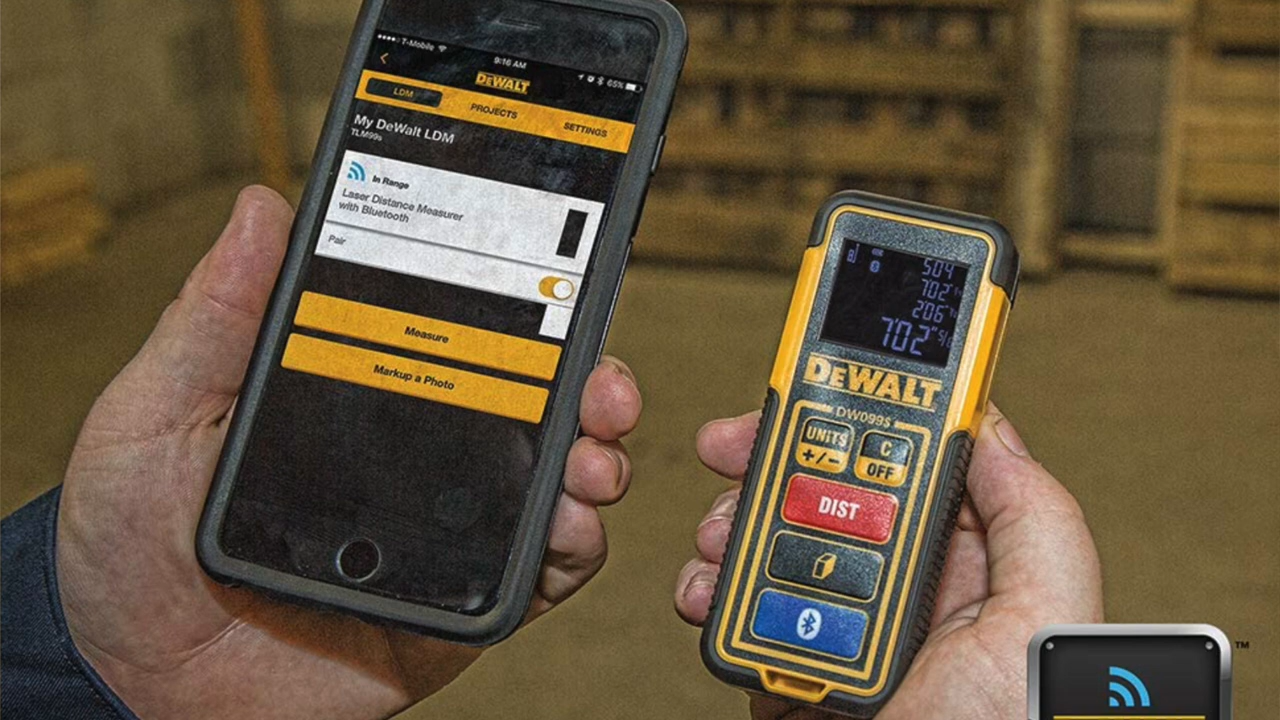 T-Mobile
9:16 AM
65%
DEWALT
LDM
PROJECTS
SETTINGS
My DeWalt LDM
TLM99s
In Range
Laser Distance Measurer
with Bluetooth
Pair
Measure
Markup a Photo
504
702"
206"
702"
DEWALT
DW099S
UNITS
+/−
C
OFF
DIST
TM